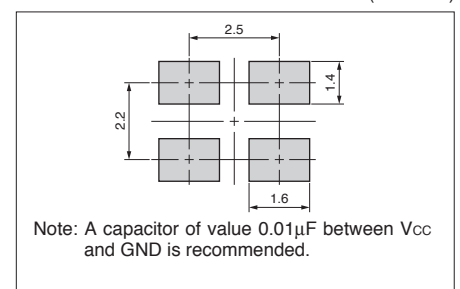 2.5
1.4
2.2
1.6
Note: A capacitor of value 0.01μF between Vcc
and GND is recommended.